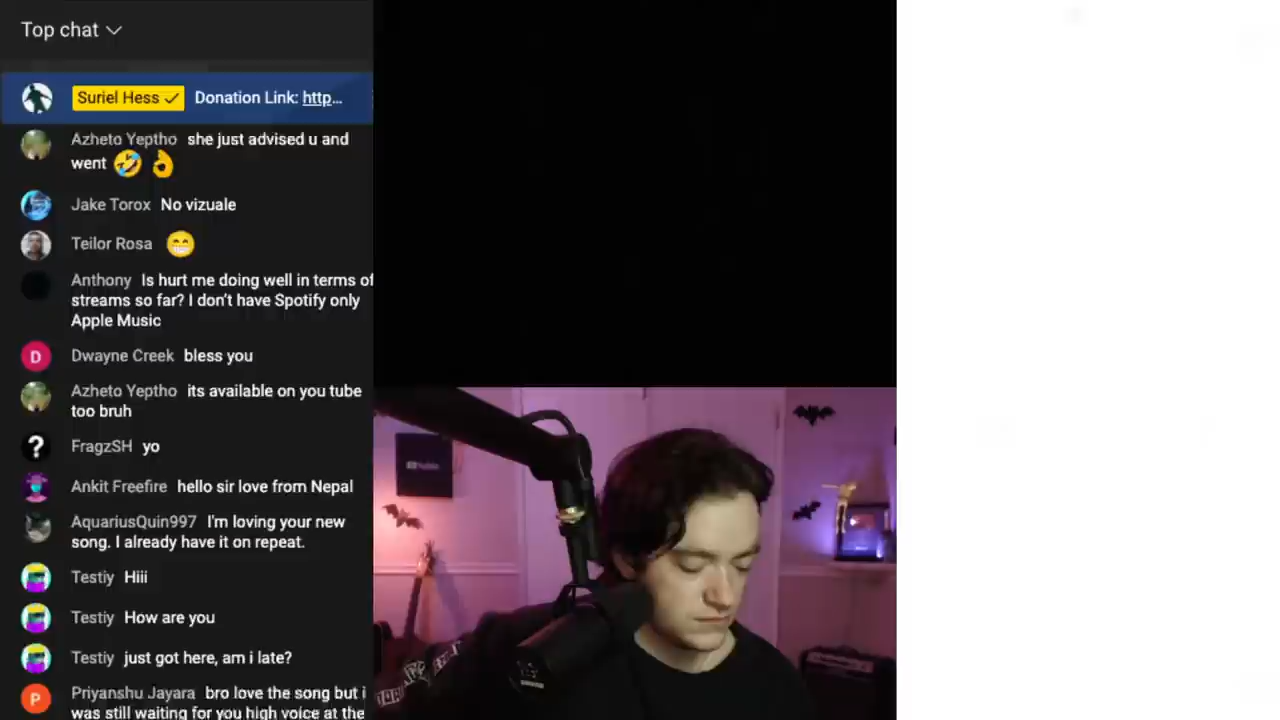 Top chat
Suriel Hess Donation Link: http...
Azheto Yeptho she just advised u and
went
Jake Torox No vizuale
Teilor Rosa
Anthony Is hurt me doing well in terms of
streams so far? I don't have Spotify only
Apple Music
D
Dwayne Creek bless you
Azheto Yeptho its available on you tube
too bruh
?
FragzSH yo
Ankit Freefire hello sir love from Nepal
AquariusQuin997 I'm loving your new
song. I already have it on repeat.
Testiy Hiii
Testiy How are you
Testiy just got here, am i late?
P
Priyanshu Jayara bro love the song but i
was still waiting for you high voice at the
YouTube